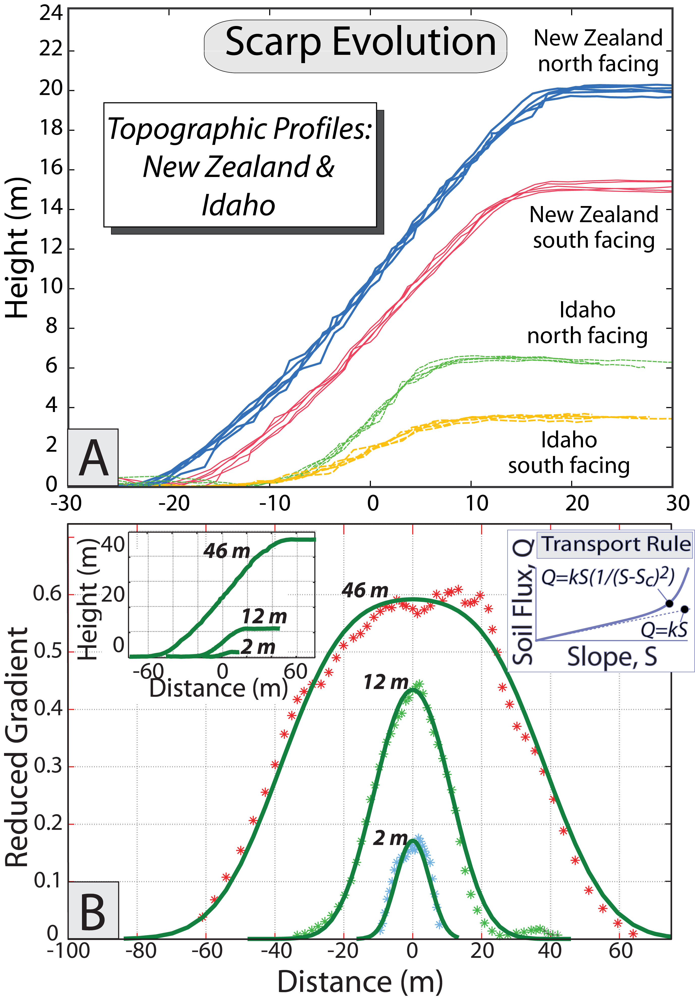 24
22
20
18
16
14
12
10
8
6
4
2
0
Height (m)
Scarp Evolution
Topographic Profiles:
New Zealand &
Idaho
New Zealand
north facing
New Zealand
south facing
Idaho
north facing
Idaho
south facing
A
-30
-20
-10
0
10
20
30
Height (m)
40
20
0
46 m
12 m
2 m
-60
0
60
Distance (m)
Soil Flux, Q
Transport Rule
Q=kS(1/(S-Sc)2)
Q=kS
Slope, S
Reduced Gradient
0.6
0.5
0.4
0.3
0.2
0.1
0
46 m
12 m
2 m
B
-100
-80
-60
-40
-20
0
20
40
60
Distance (m)